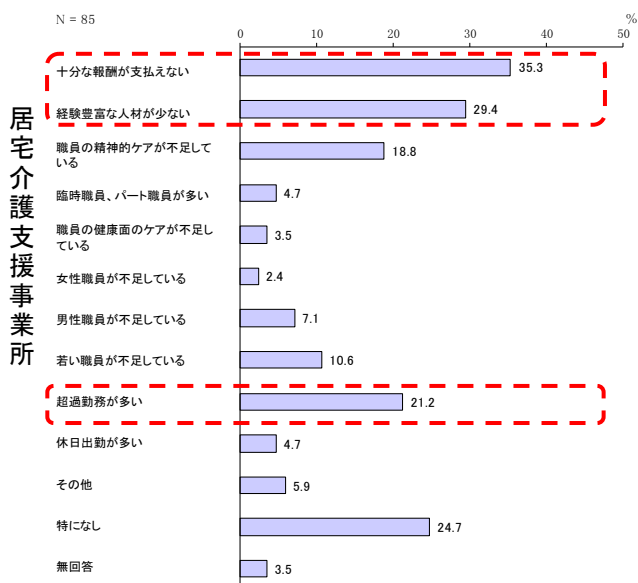 N = 85
%
0
10
20
30
40
50
居宅介護支援事業所
十分な報酬が支払えない
35.3
経験豊富な人材が少ない
29.4
職員の精神的ケアが不足して
いる
18.8
臨時職員、パート職員が多い
4.7
職員の健康面のケアが不足し
ている
3.5
女性職員が不足している
2.4
男性職員が不足している
7.1
若い職員が不足している
10.6
超過勤務が多い
21.2
休日出勤が多い
4.7
その他
5.9
特になし
24.7
無回答
3.5